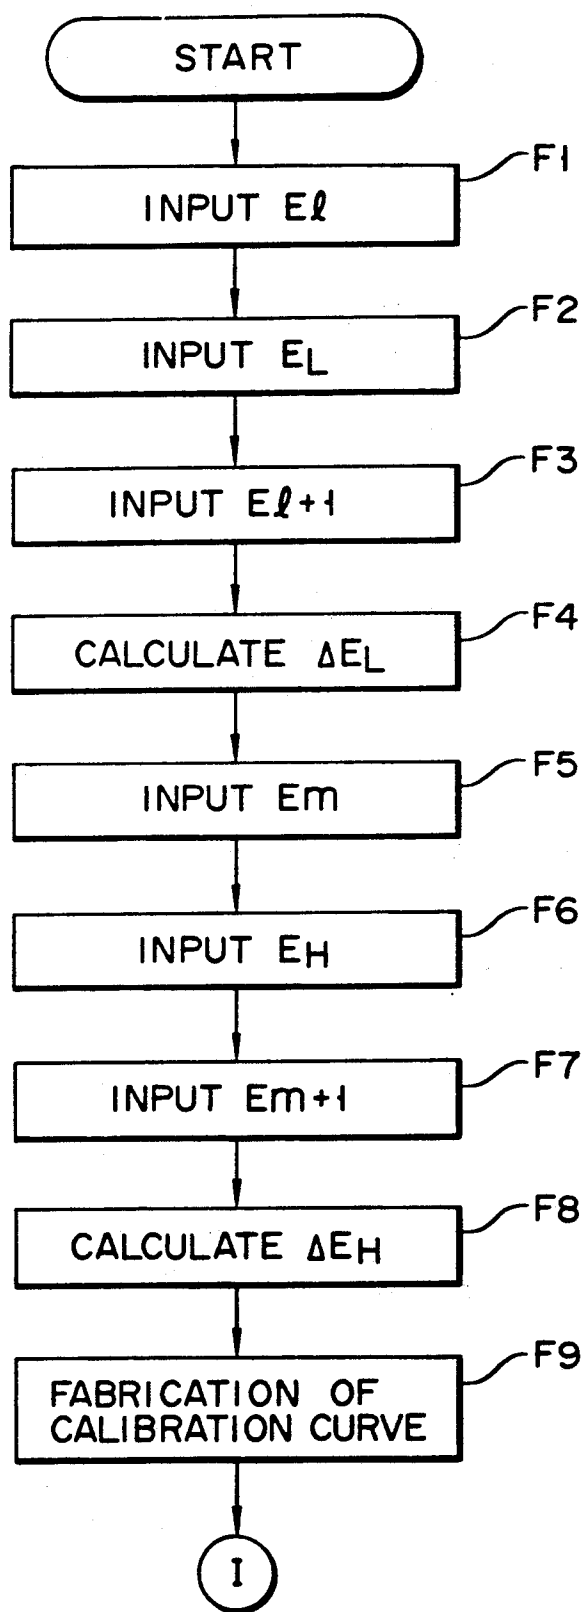 START
F1
INPUT Eℓ
F2
INPUT EL
F3
INPUT Eℓ+1
F4
CALCULATE ΔEL
F5
INPUT Em
F6
INPUT EH
F7
INPUT Em+1
F8
CALCULATE ΔEH
F9
FABRICATION OF
CALIBRATION CURVE
I